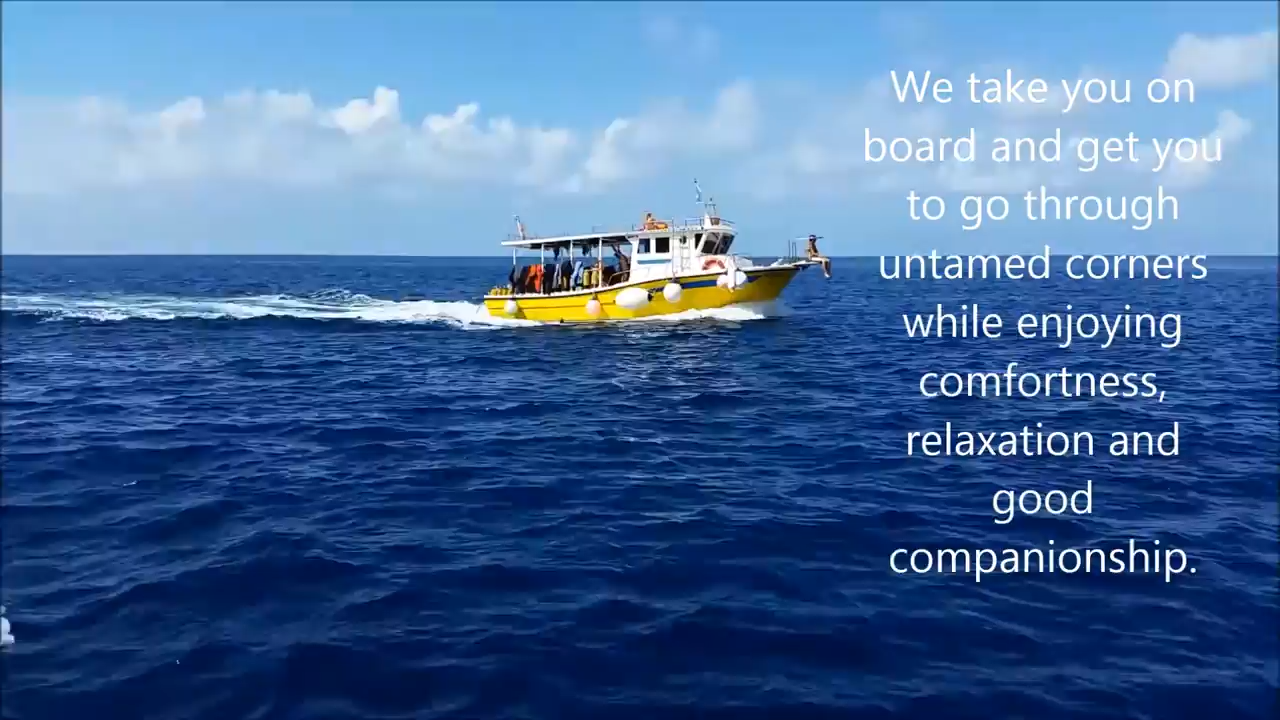 We take you on
board and get you
to go through
untamed corners
while enjoying
comfortness,
relaxation and
good
companionship.